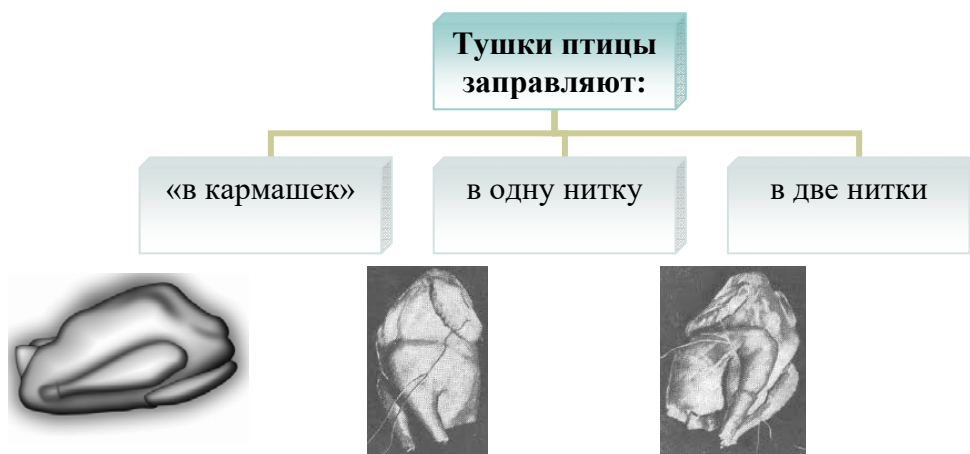 Тушки птицы
заправляют:
«в кармашек»
в одну нитку
в две нитки